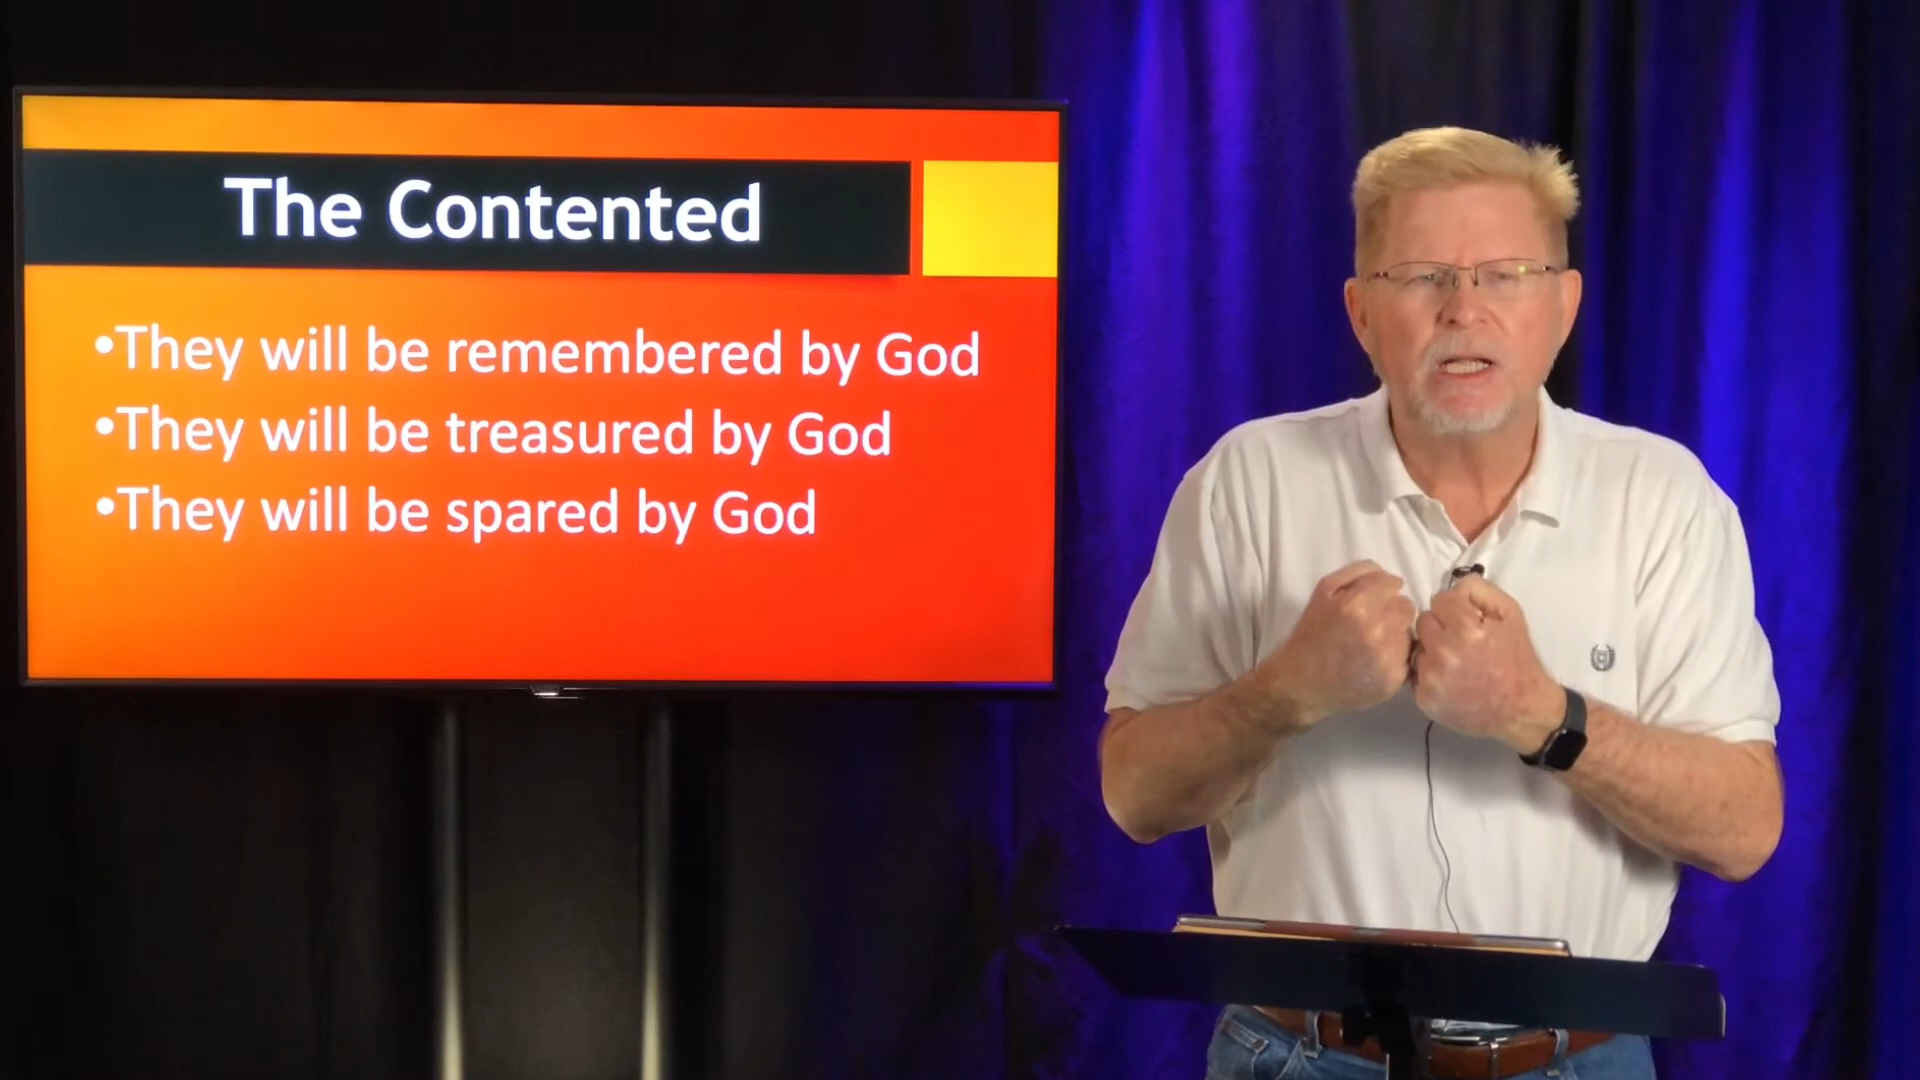 The Contented
•They will be remembered by God
•They will be treasured by God
•They will be spared by God